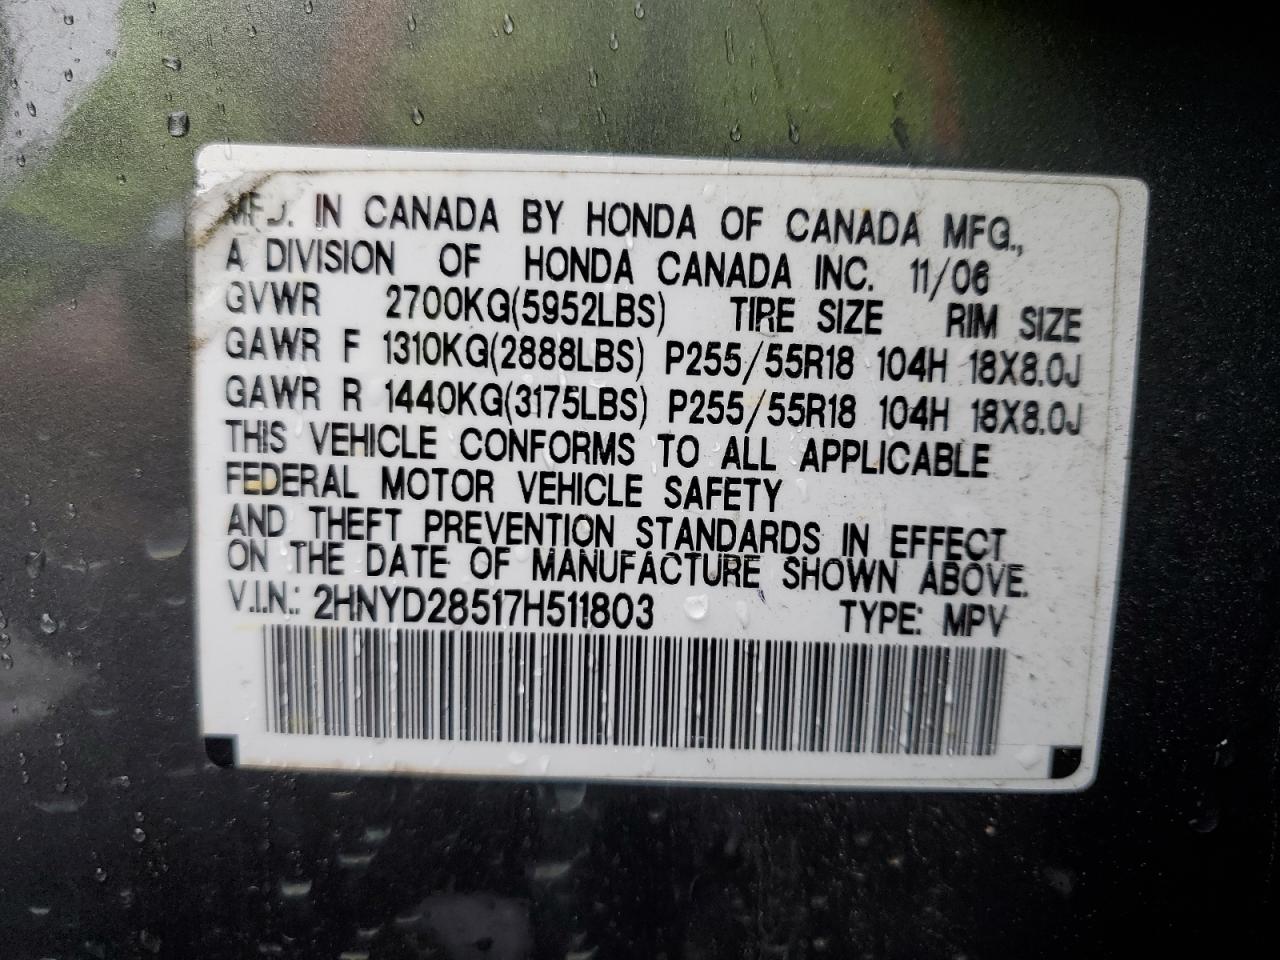 MFD. IN CANADA BY HONDA OF CANADA MFG.,
A DIVISION OF HONDA CANADA INC. 11/06
GVWR 2700KG(5952LBS) TIRE SIZE RIM SIZE
GAWR F 1310KG(2888LBS) P255/55R18 104H 18X8.0J
GAWR R 1440KG(3175LBS) P255/55R18 104H 18X8.0J
THIS VEHICLE CONFORMS TO ALL APPLICABLE
FEDERAL MOTOR VEHICLE SAFETY
AND THEFT PREVENTION STANDARDS IN EFFECT
ON THE DATE OF MANUFACTURE SHOWN ABOVE.
V.I.N.: 2HNYD28517H511803 TYPE: MPV